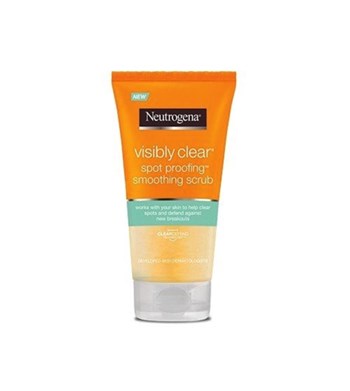 NEW
Neutrogena®
visibly clear®
spot proofing™
smoothing scrub
works with your skin to help clear
spots and defend against
new breakouts